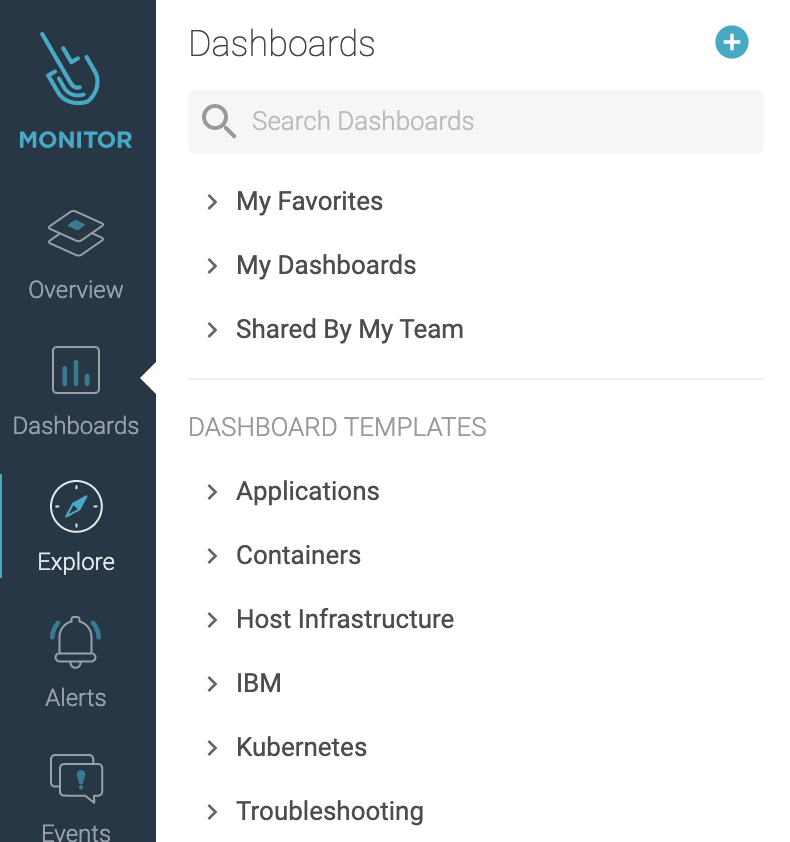 MONITOR
Overview
Dashboards
Explore
Alerts
Events
Dashboards
Search Dashboards
My Favorites
My Dashboards
Shared By My Team
DASHBOARD TEMPLATES
Applications
Containers
Host Infrastructure
IBM
Kubernetes
Troubleshooting